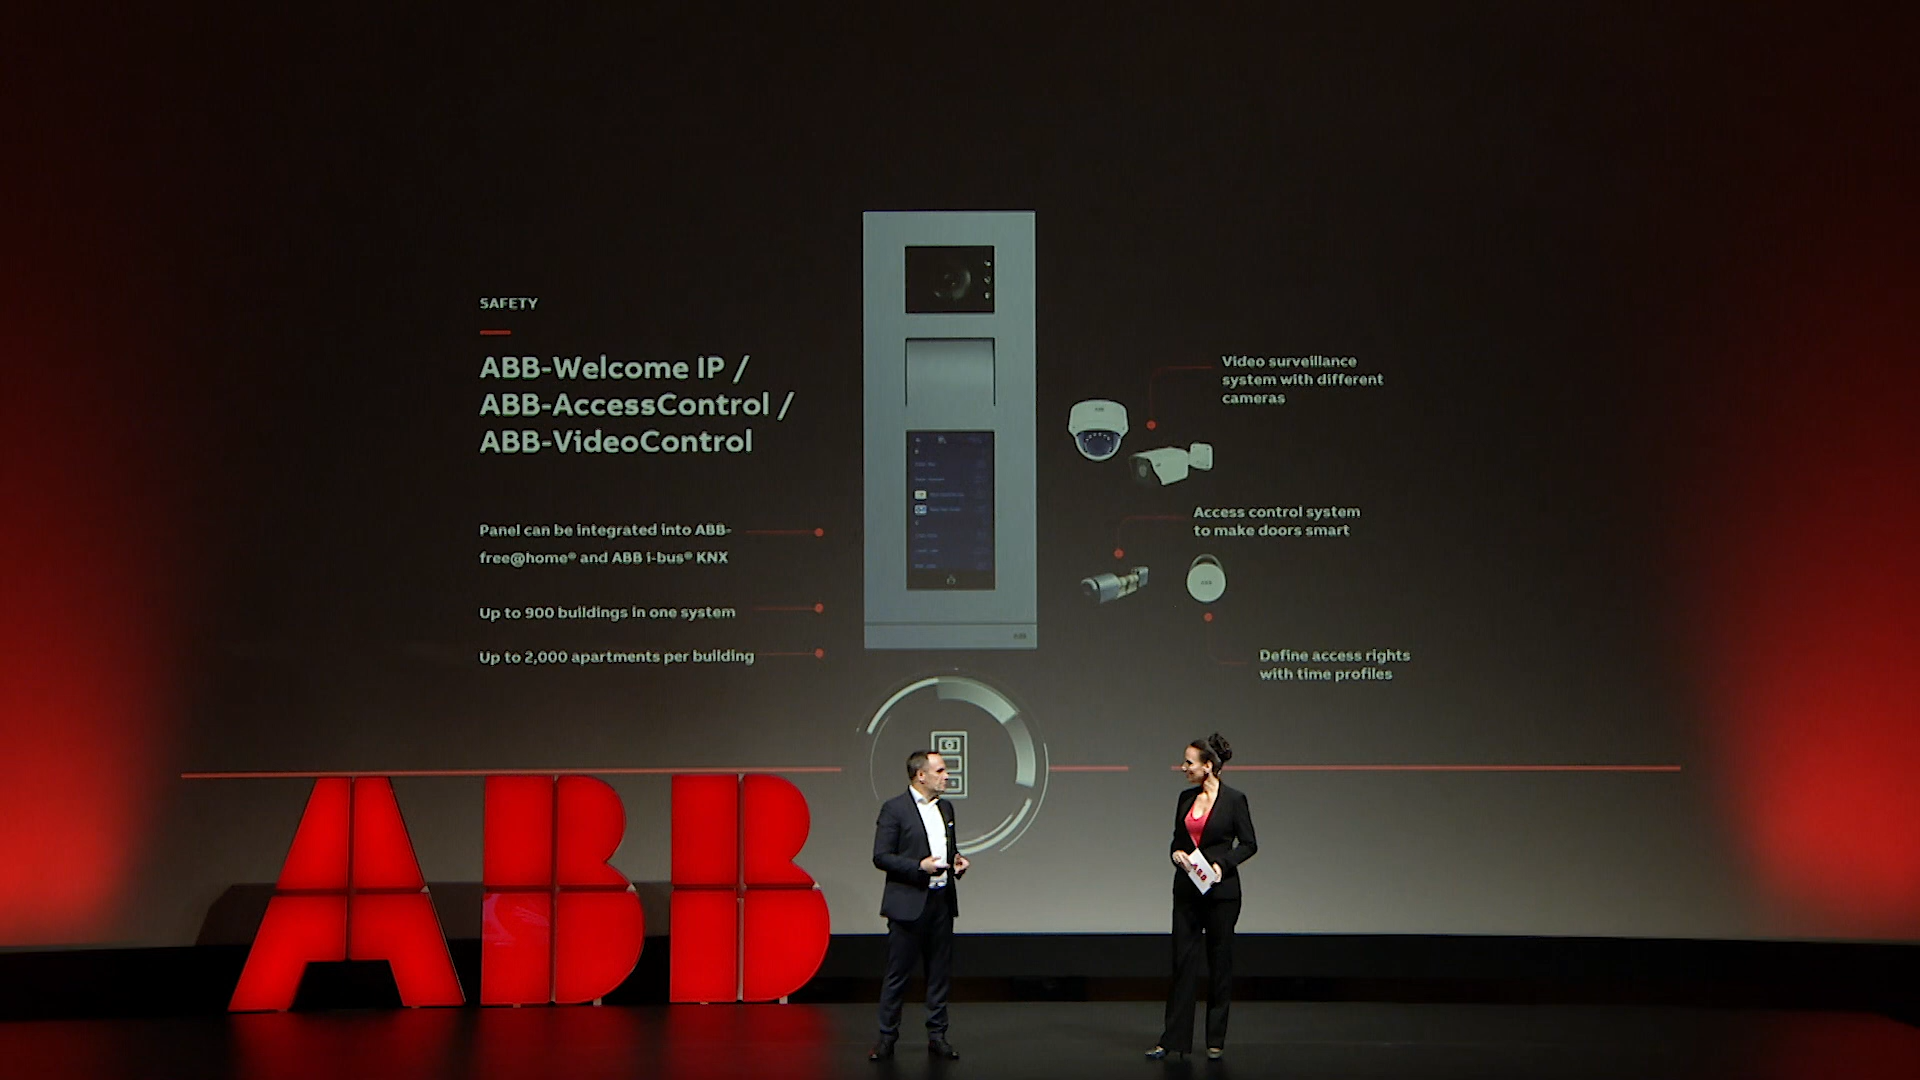 SAFETY
ABB-Welcome IP /
ABB-AccessControl /
ABB-VideoControl
Panel can be integrated into ABB-
free@home® and ABB i-bus® KNX
Up to 900 buildings in one system
Up to 2,000 apartments per building
Video surveillance
system with different
cameras
Access control system
to make doors smart
Define access rights
with time profiles
ABB
ABB